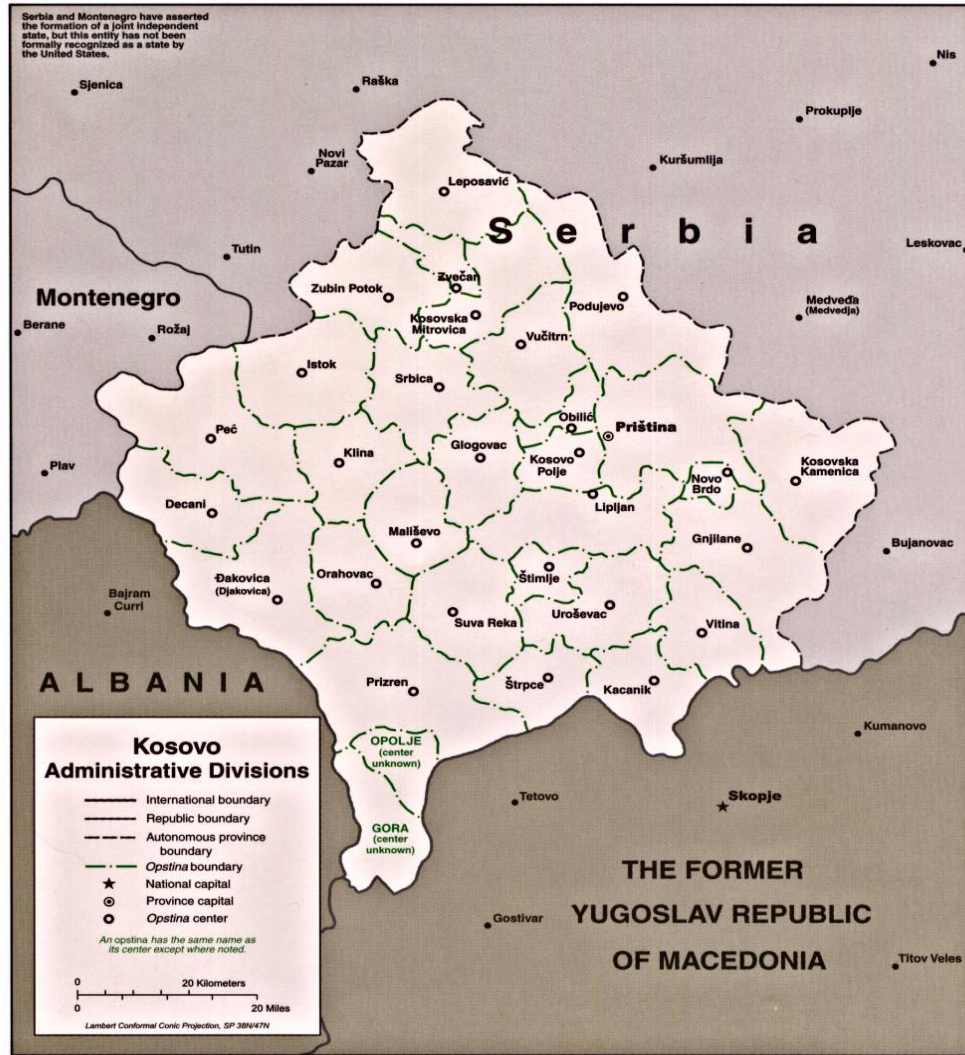 Serbia and Montenegro have asserted
the formation of a joint independent
state, but this entity has not been
formally recognized as a state by
the United States.
Nis
Sjenica
Raška
Prokuplje
Novi
Pazar
Kuršumlija
Leposavić
Serbia
Tutin
Leskovac
Zvečan
Zubin Potok
Podujevo
Montenegro
Medveđa
(Medvedja)
Kosovska
Mitrovica
Berane
Rožaj
Vučitrn
Istok
Srbica
Obilić
Priština
Peć
Glogovac
Klina
Kosovo
Polje
Kosovska
Kamenica
Plav
Novo
Brdo
Decani
Lipljan
Mališevo
Gnjilane
Bujanovac
Štimlje
Đakovica
(Djakovica)
Orahovac
Bajram
Curri
Suva Reka
Uroševac
Vitina
ALBANIA
Prizren
Štrpce
Kacanik
Kumanovo
OPOLJE
(center
unknown)
Tetovo
Skopje
GORA
(center
unknown)
THE FORMER
YUGOSLAV REPUBLIC
OF MACEDONIA
Gostivar
Titov Veles
Kosovo
Administrative Divisions
International boundary
Republic boundary
Autonomous province
boundary
Opstina boundary
National capital
Province capital
Opstina center
An opstina has the same name as
its center except where noted.
0 20 Kilometers
0 20 Miles
Lambert Conformal Conic Projection, SP 38N/47N